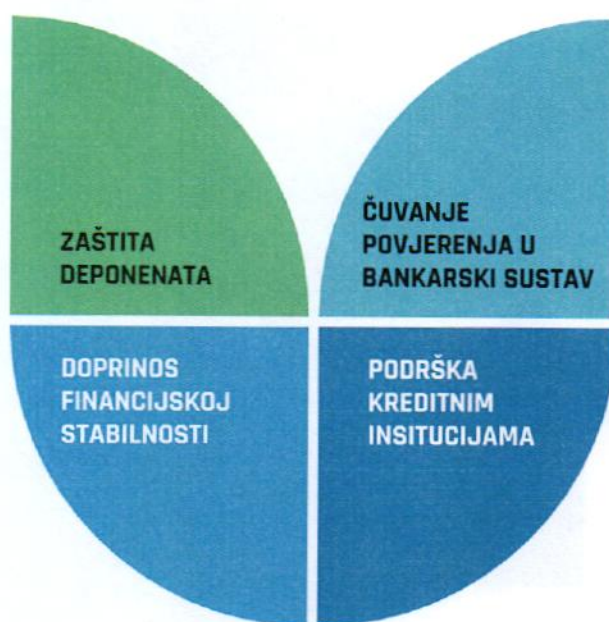 ZAŠTITA
DEPONENATA
ČUVANJE
POVJERENJA U
BANKARSKI SUSTAV
DOPRINOS
FINANCIJSKOJ
STABILNOSTI
PODRŠKA
KREDITNIM
INSITUCIJAMA